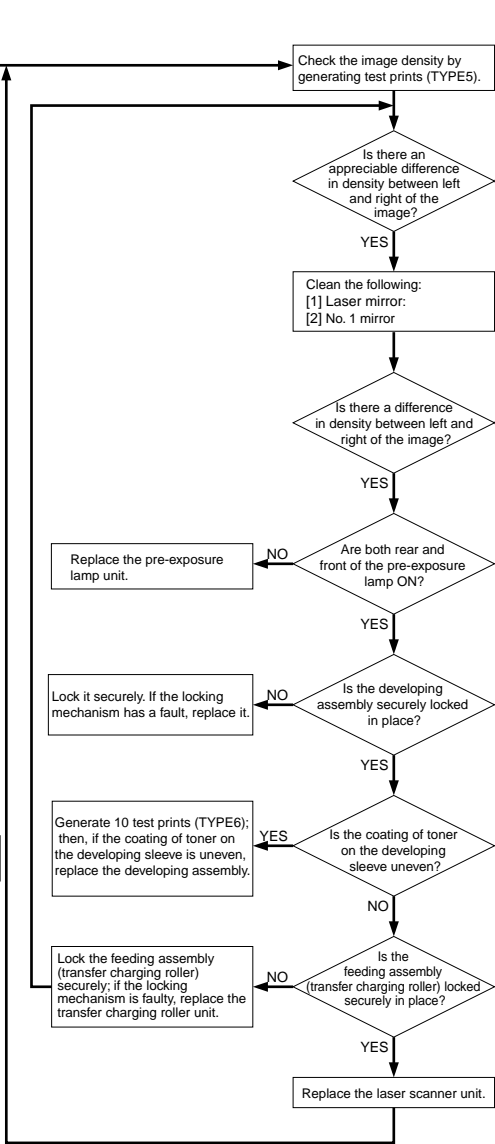 Check the image density by
generating test prints (TYPE5).
Is there an
appreciable difference
in density between left
and right of the
image?
YES
Clean the following:
[1] Laser mirror:
[2] No. 1 mirror
Is there a difference
in density between left and
right of the image?
YES
Are both rear and
front of the pre-exposure
lamp ON?
NO
Replace the pre-exposure
lamp unit.
YES
Is the developing
assembly securely locked
in place?
NO
Lock it securely. If the locking
mechanism has a fault, replace it.
YES
Is the coating of toner
on the developing
sleeve uneven?
YES
Generate 10 test prints (TYPE6);
then, if the coating of toner on
the developing sleeve is uneven,
replace the developing assembly.
NO
Is the
feeding assembly
(transfer charging roller) locked
securely in place?
NO
Lock the feeding assembly
(transfer charging roller)
securely; if the locking
mechanism is faulty, replace the
transfer charging roller unit.
YES
Replace the laser scanner unit.